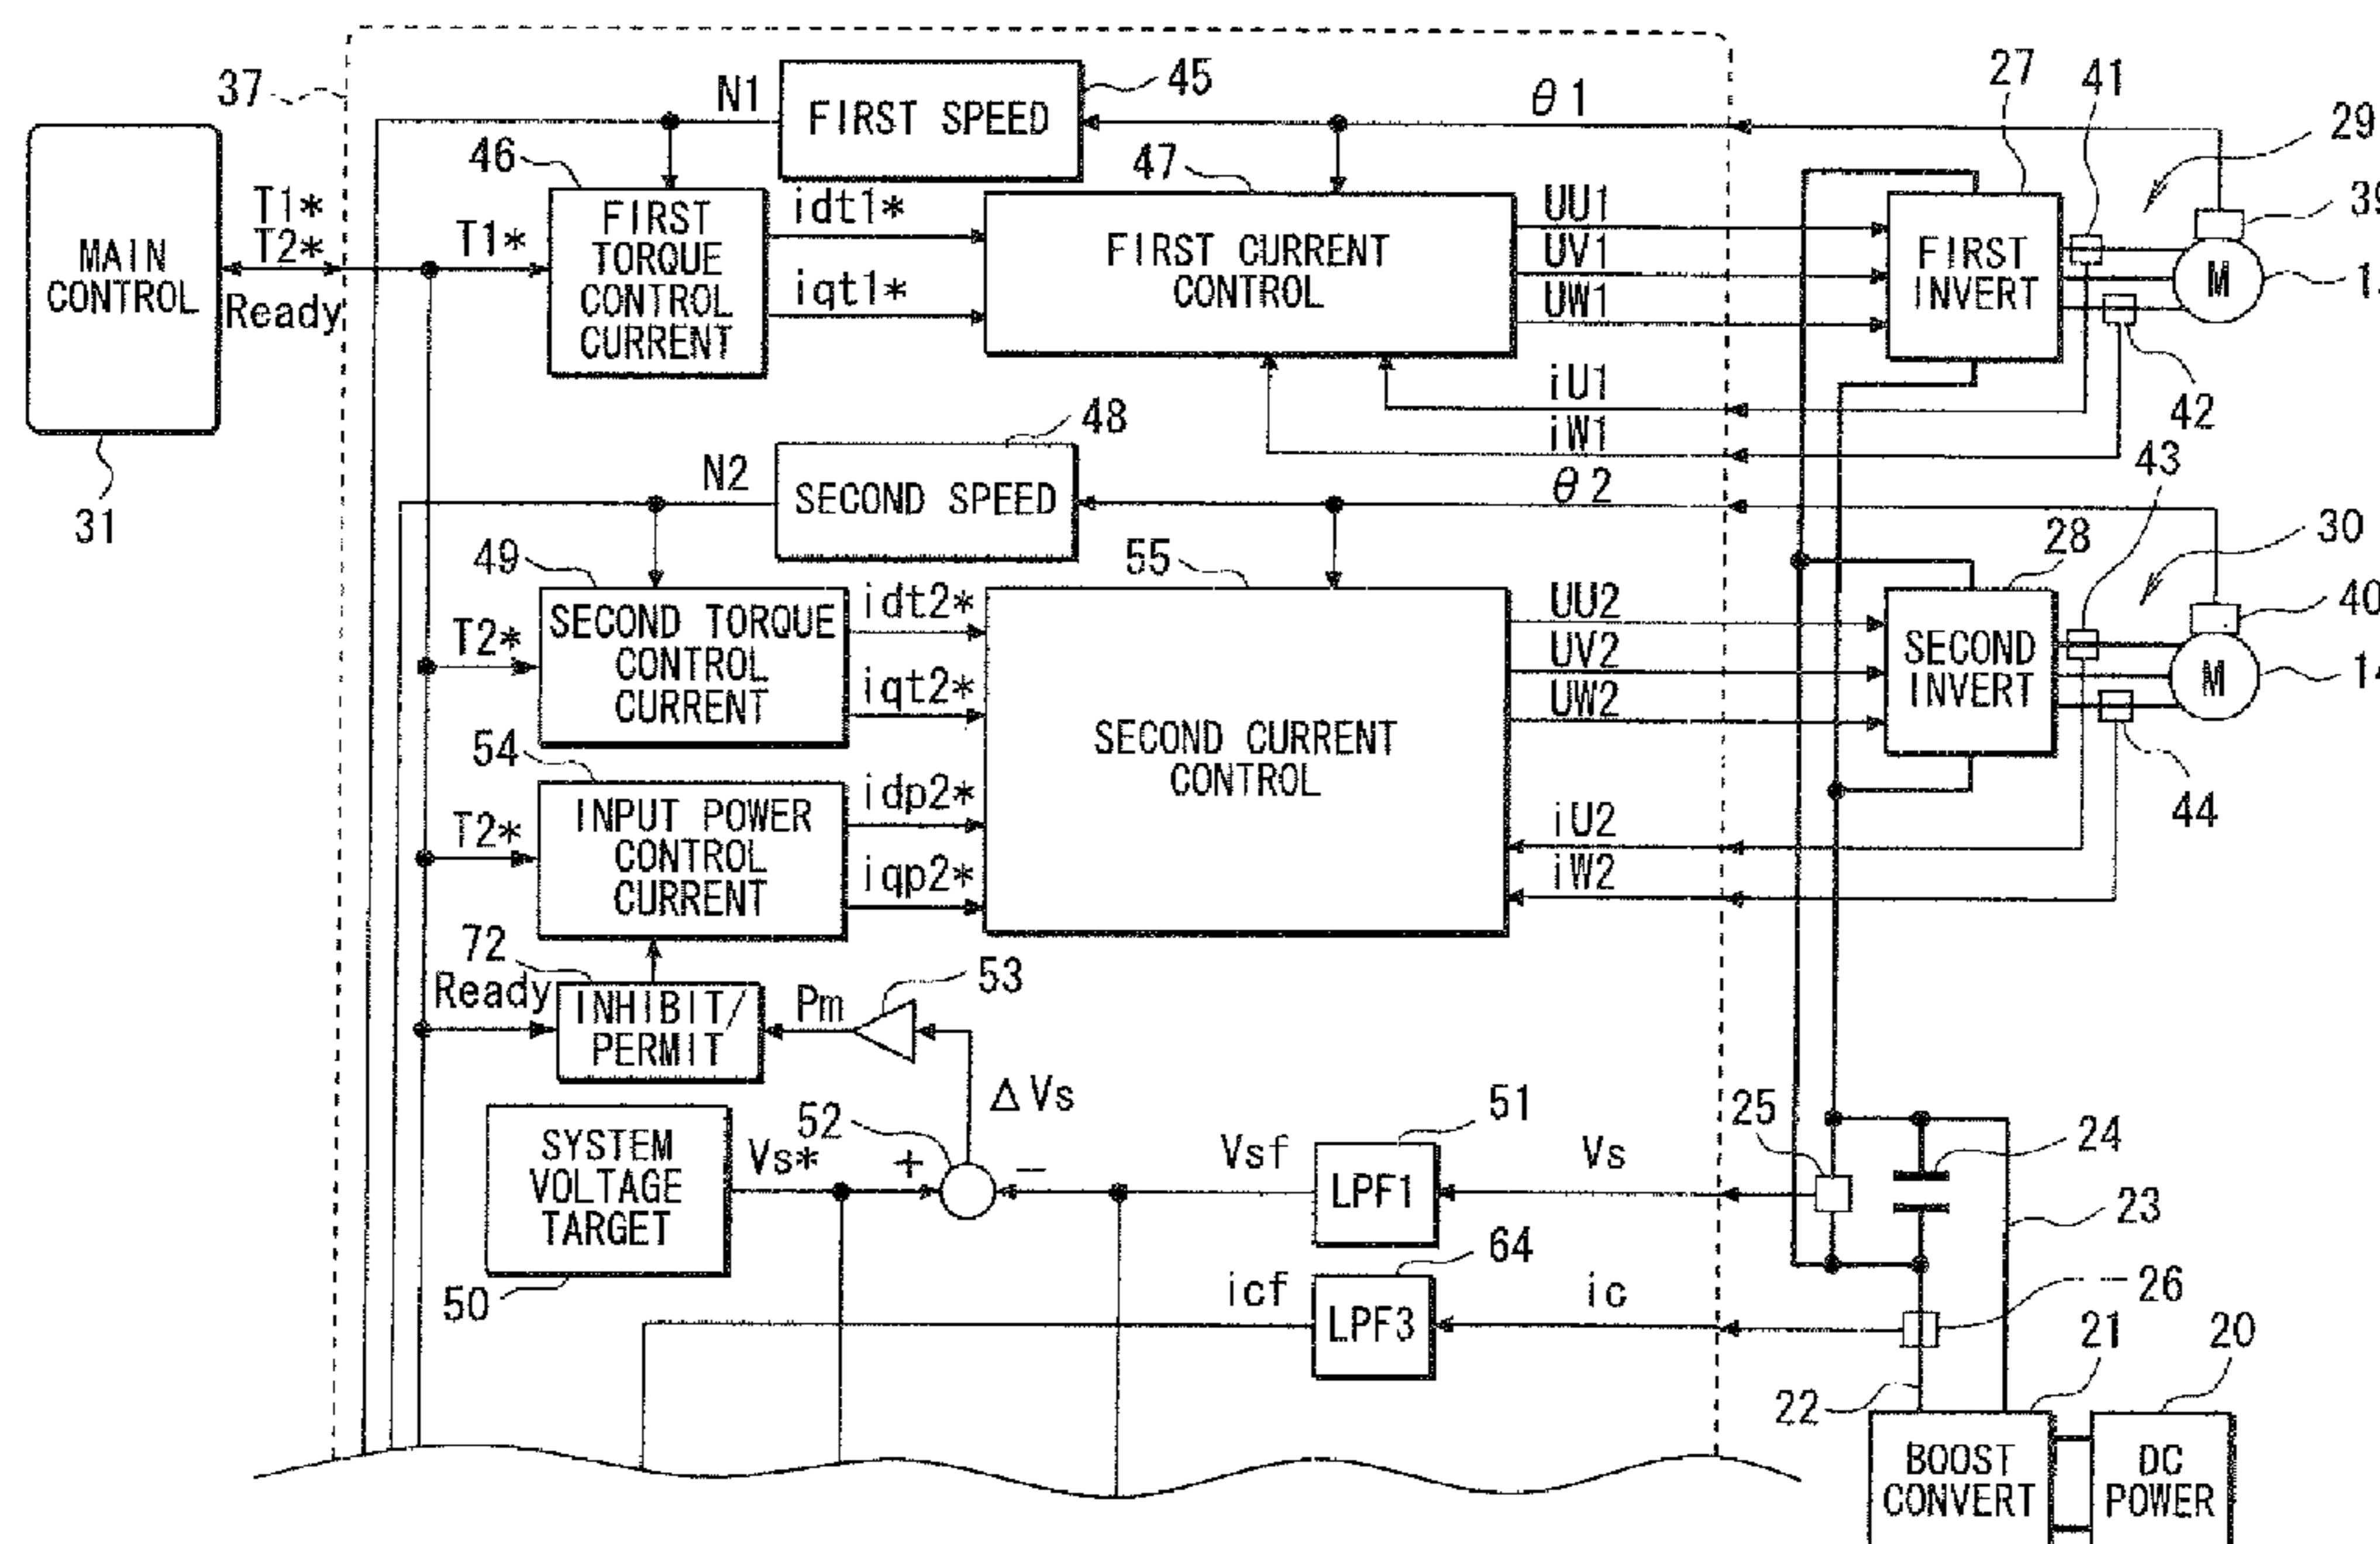 37
N1
FIRST SPEED
45
θ1
27
41
29
46
47
39
MAIN
CONTROL
T1*
T2*
Ready
T1*
FIRST
TORQUE
CONTROL
CURRENT
idt1*
iqt1*
FIRST CURRENT
CONTROL
UU1
UV1
UW1
FIRST
INVERT
M
iU1
iW1
42
31
48
N2
SECOND SPEED
θ2
43
49
55
28
30
40
T2*
SECOND TORQUE
CONTROL
CURRENT
idt2*
iqt2*
SECOND CURRENT
CONTROL
UU2
UV2
UW2
SECOND
INVERT
M
14
54
T2*
INPUT POWER
CONTROL
CURRENT
idp2*
iqp2*
iU2
iW2
44
72
Ready
INHIBIT/
PERMIT
Pm
53
ΔVs
SYSTEM
VOLTAGE
TARGET
50
Vs*
52
+
−
Vsf
LPF1
51
Vs
25
24
23
icf
LPF3
64
ic
26
22
21
20
BOOST
CONVERT
DC
POWER